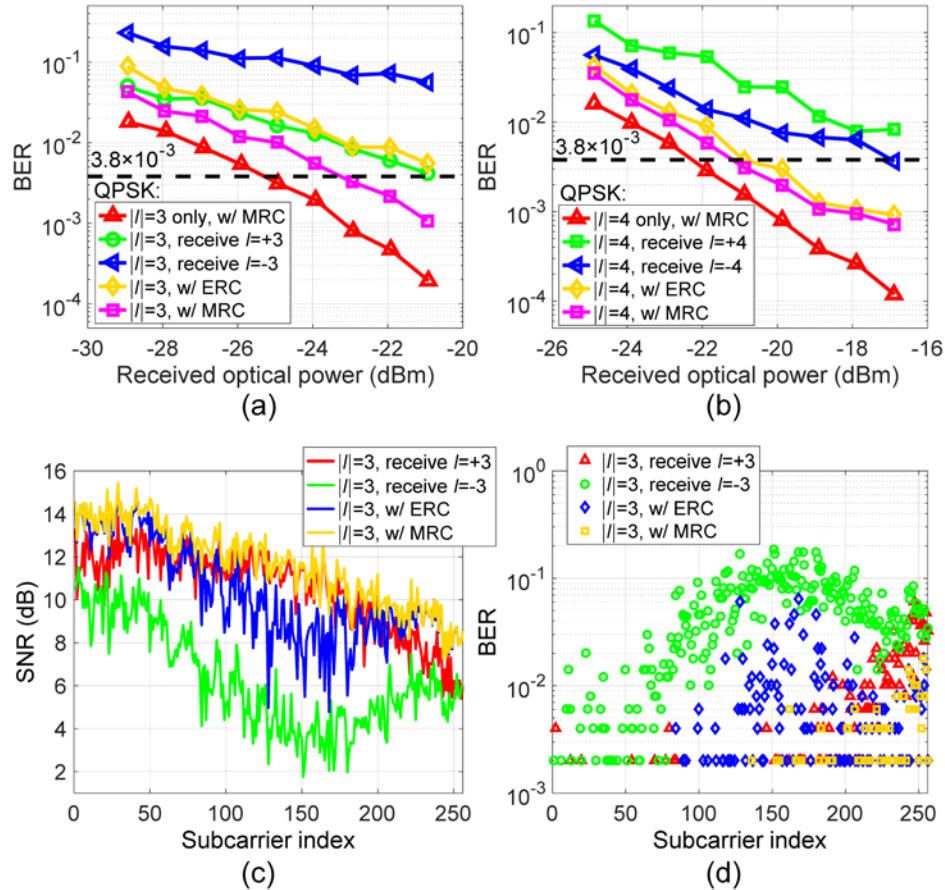 10⁻¹
10⁻²
10⁻³
10⁻⁴
BER
3.8×10⁻³
QPSK:
|l|=3 only, w/ MRC
|l|=3, receive l=+3
|l|=3, receive l=-3
|l|=3, w/ ERC
|l|=3, w/ MRC
-30 -28 -26 -24 -22 -20
Received optical power (dBm)
(a)
10⁻¹
10⁻²
10⁻³
10⁻⁴
BER
3.8×10⁻³
QPSK:
|l|=4 only, w/ MRC
|l|=4, receive l=+4
|l|=4, receive l=-4
|l|=4, w/ ERC
|l|=4, w/ MRC
-26 -24 -22 -20 -18 -16
Received optical power (dBm)
(b)
16
14
12
10
8
6
4
2
SNR (dB)
|l|=3, receive l=+3
|l|=3, receive l=-3
|l|=3, w/ ERC
|l|=3, w/ MRC
0 50 100 150 200 250
Subcarrier index
(c)
10⁰
10⁻¹
10⁻²
10⁻³
BER
|l|=3, receive l=+3
|l|=3, receive l=-3
|l|=3, w/ ERC
|l|=3, w/ MRC
0 50 100 150 200 250
Subcarrier index
(d)